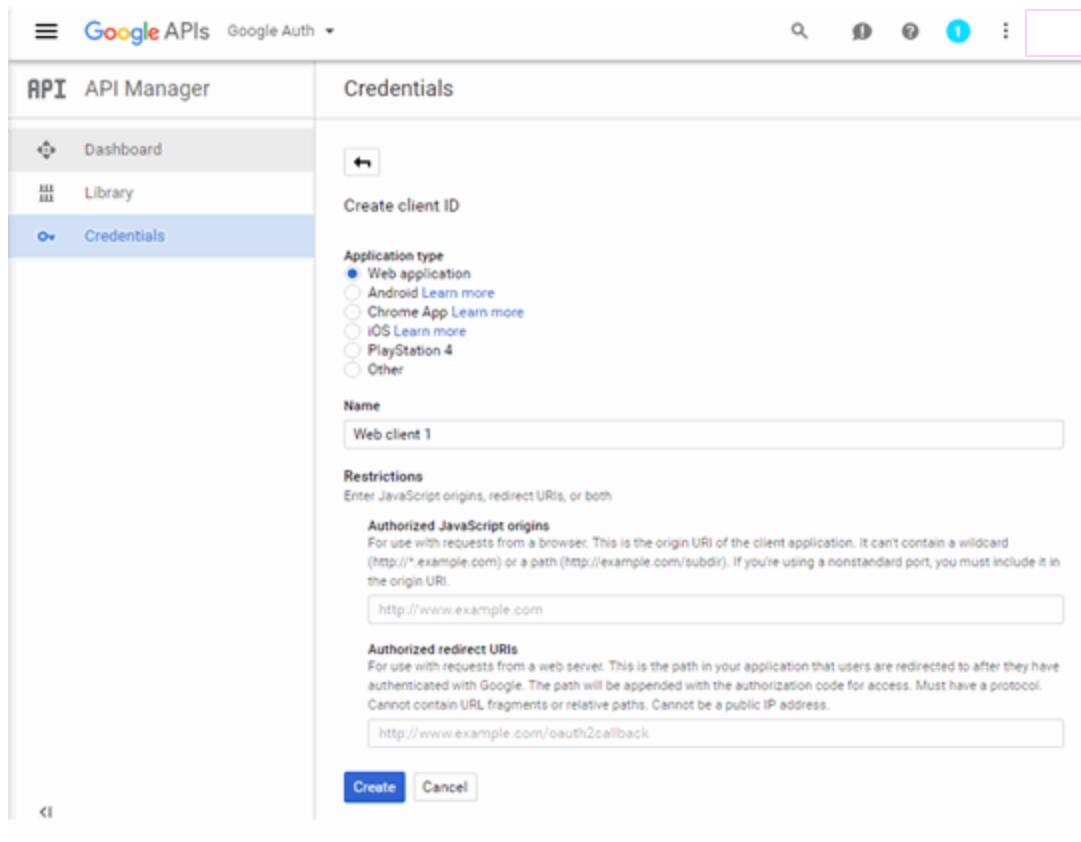 Google APIs Google Auth
1
API API Manager
Credentials
Dashboard
Library
Credentials
Create client ID
Application type
Web application
Android Learn more
Chrome App Learn more
iOS Learn more
PlayStation 4
Other
Name
Web client 1
Restrictions
Enter JavaScript origins, redirect URIs, or both
Authorized JavaScript origins
For use with requests from a browser. This is the origin URI of the client application. It can't contain a wildcard
(http://*.example.com) or a path (http://example.com/subdir). If you're using a nonstandard port, you must include it in
the origin URI.
http://www.example.com
Authorized redirect URIs
For use with requests from a web server. This is the path in your application that users are redirected to after they have
authenticated with Google. The path will be appended with the authorization code for access. Must have a protocol.
Cannot contain URL fragments or relative paths. Cannot be a public IP address.
http://www.example.com/oauth2callback
Create Cancel